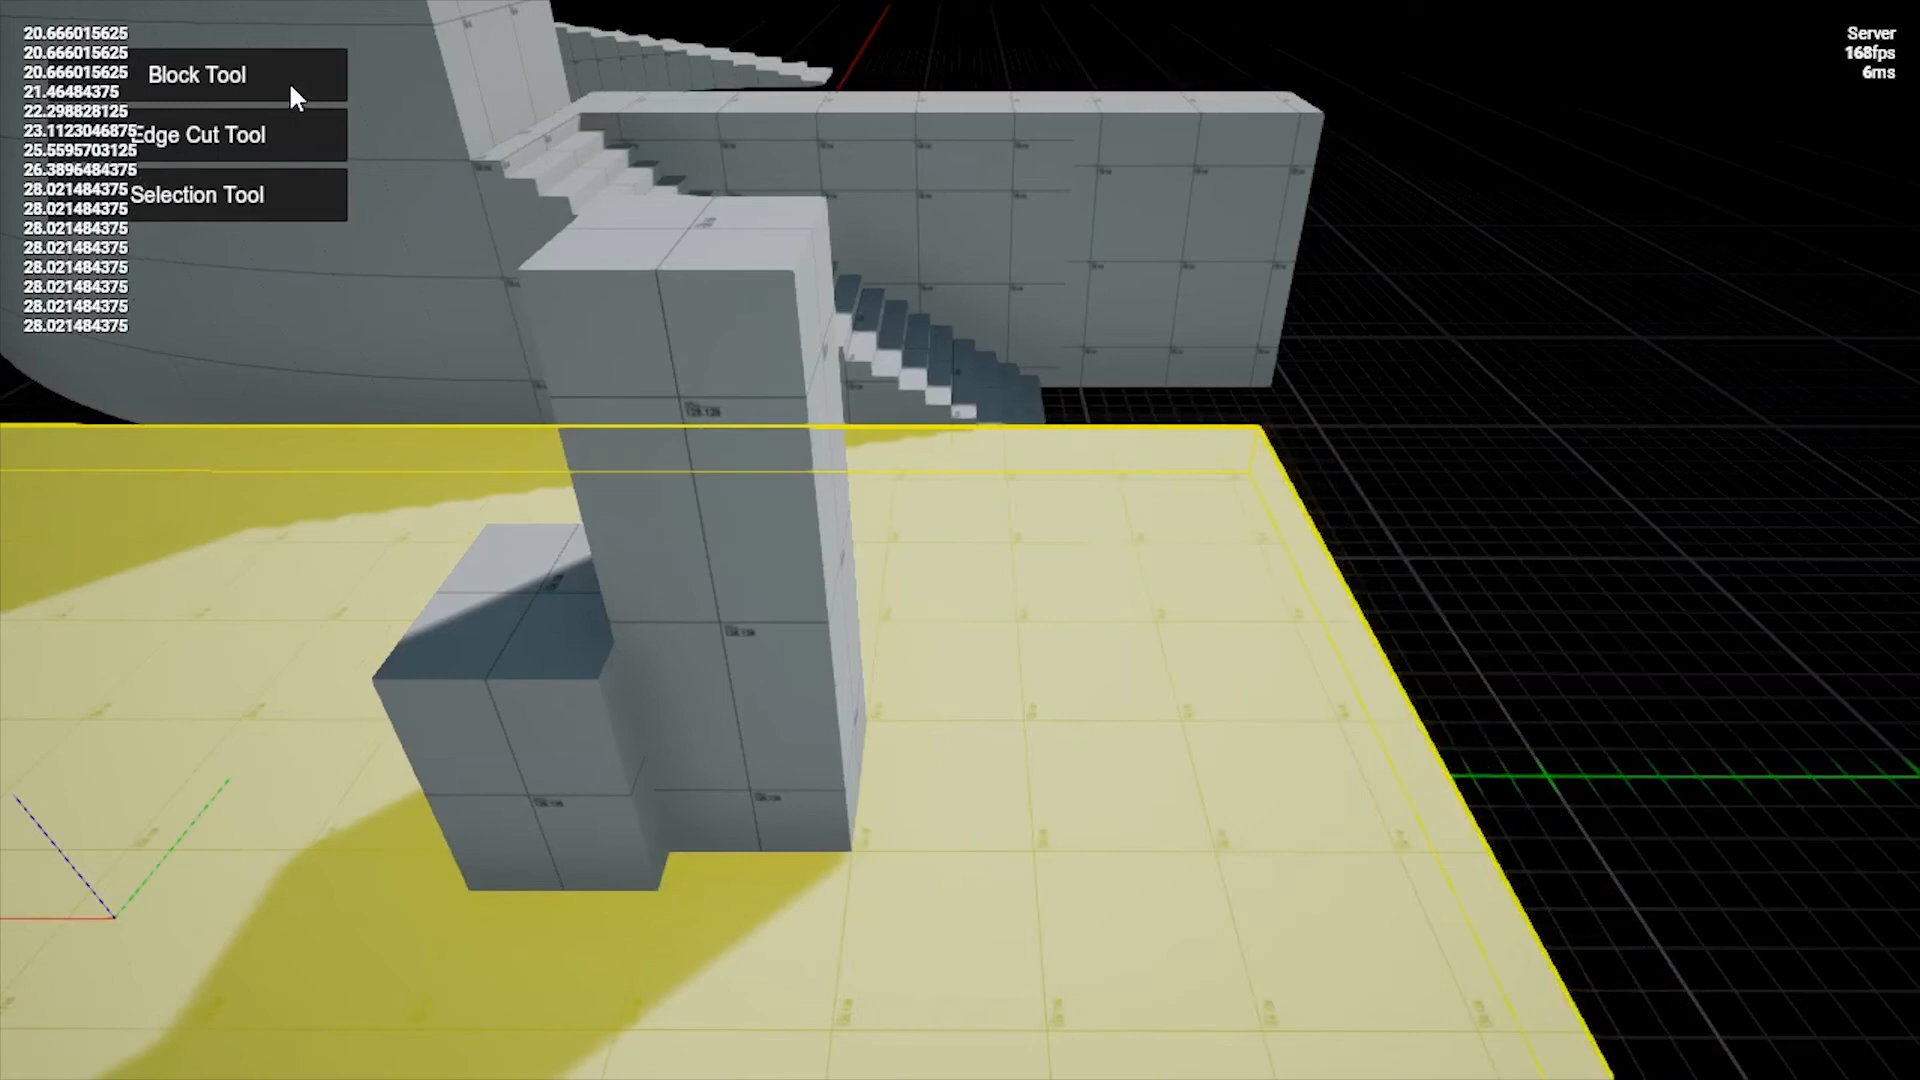 20.666015625
20.666015625
20.666015625
21.46484375
22.298828125
23.1123046875
25.5595703125
26.3896484375
28.021484375
28.021484375
28.021484375
28.021484375
28.021484375
28.021484375
28.021484375
28.021484375
Block Tool
Edge Cut Tool
Selection Tool
Server
168fps
6ms
128,128